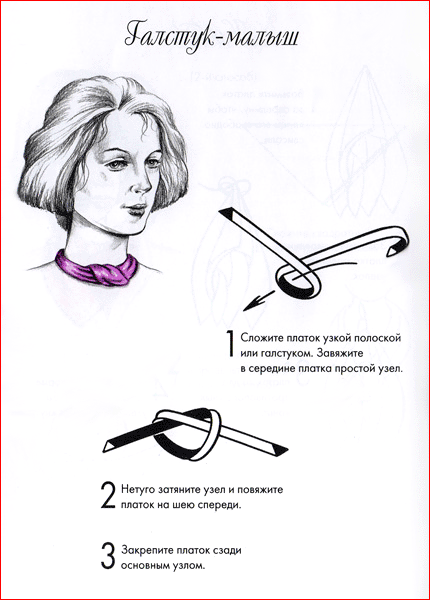 Галстук-малыш
1 Сложите платок узкой полоской
или галстуком. Завяжите
в середине платка простой узел.
2 Нетуго затяните узел и повяжите
платок на шею спереди.
3 Закрепите платок сзади
основным узлом.